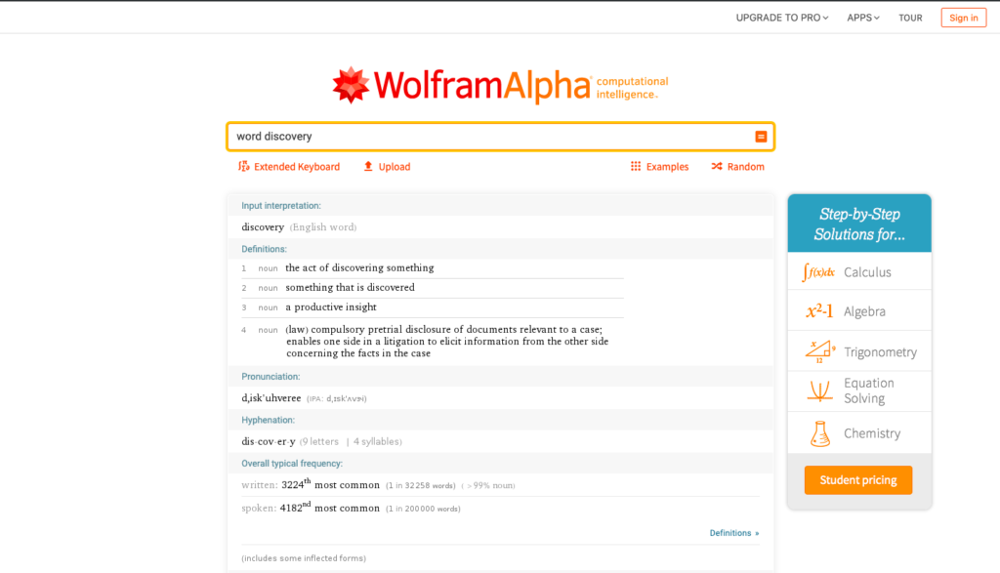 UPGRADE TO PRO APPS TOUR Sign in
WolframAlpha computational intelligence.
word discovery
Extended Keyboard Upload Examples Random
Input interpretation:
discovery (English word)
Definitions:
1 noun the act of discovering something
2 noun something that is discovered
3 noun a productive insight
4 noun (law) compulsory pretrial disclosure of documents relevant to a case;
enables one side in a litigation to elicit information from the other side
concerning the facts in the case
Pronunciation:
d,isk'uhveree (IPA: d,ɪsk'ʌvɝi)
Hyphenation:
dis-cov-er-y (9 letters | 4 syllables)
Overall typical frequency:
written: 3224th most common (1 in 32258 words) (>99% noun)
spoken: 4182nd most common (1 in 200000 words)
Definitions »
(includes some inflected forms)
Step-by-Step
Solutions for...
∫f(x)dx Calculus
x²-1 Algebra
x 9 12 Trigonometry
Equation
Solving
Chemistry
Student pricing